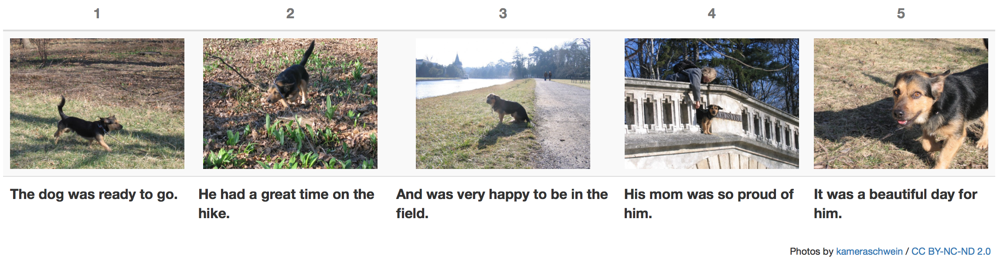 1 2 3 4 5
ANCISCIS I.
The dog was ready to go.
He had a great time on the
hike.
And was very happy to be in the
field.
His mom was so proud of
him.
It was a beautiful day for
him.
Photos by kameraschwein / CC BY-NC-ND 2.0